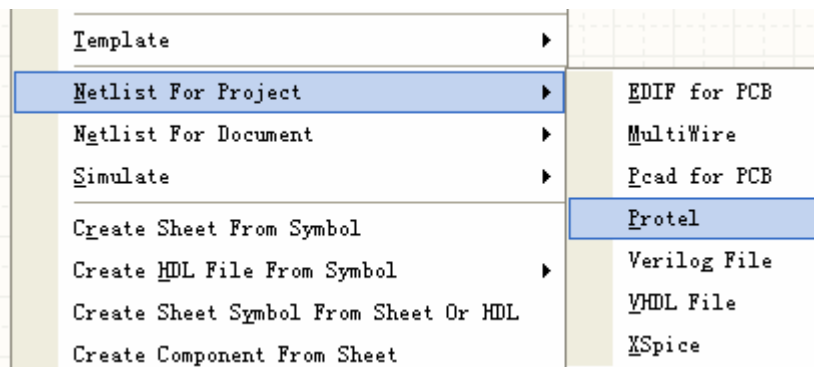 Template
Netlist For Project
Netlist For Document
Simulate
Create Sheet From Symbol
Create HDL File From Symbol
Create Sheet Symbol From Sheet Or HDL
Create Component From Sheet
EDIF for PCB
MultiWire
Pcad for PCB
Protel
Verilog File
VHDL File
XSpice